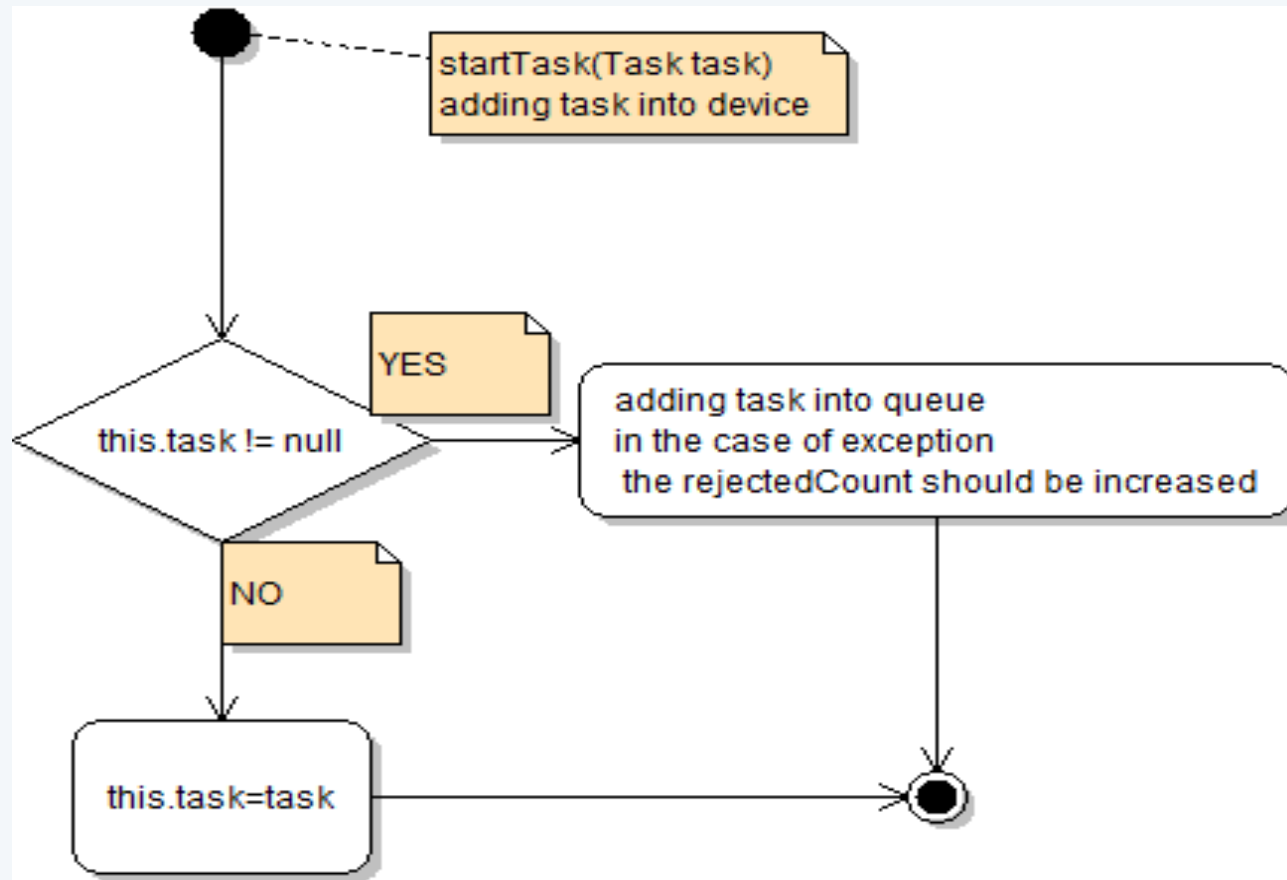 startTask(Task task)
adding task into device
YES
this.task != null
adding task into queue
in the case of exception
the rejectedCount should be increased
NO
this.task=task